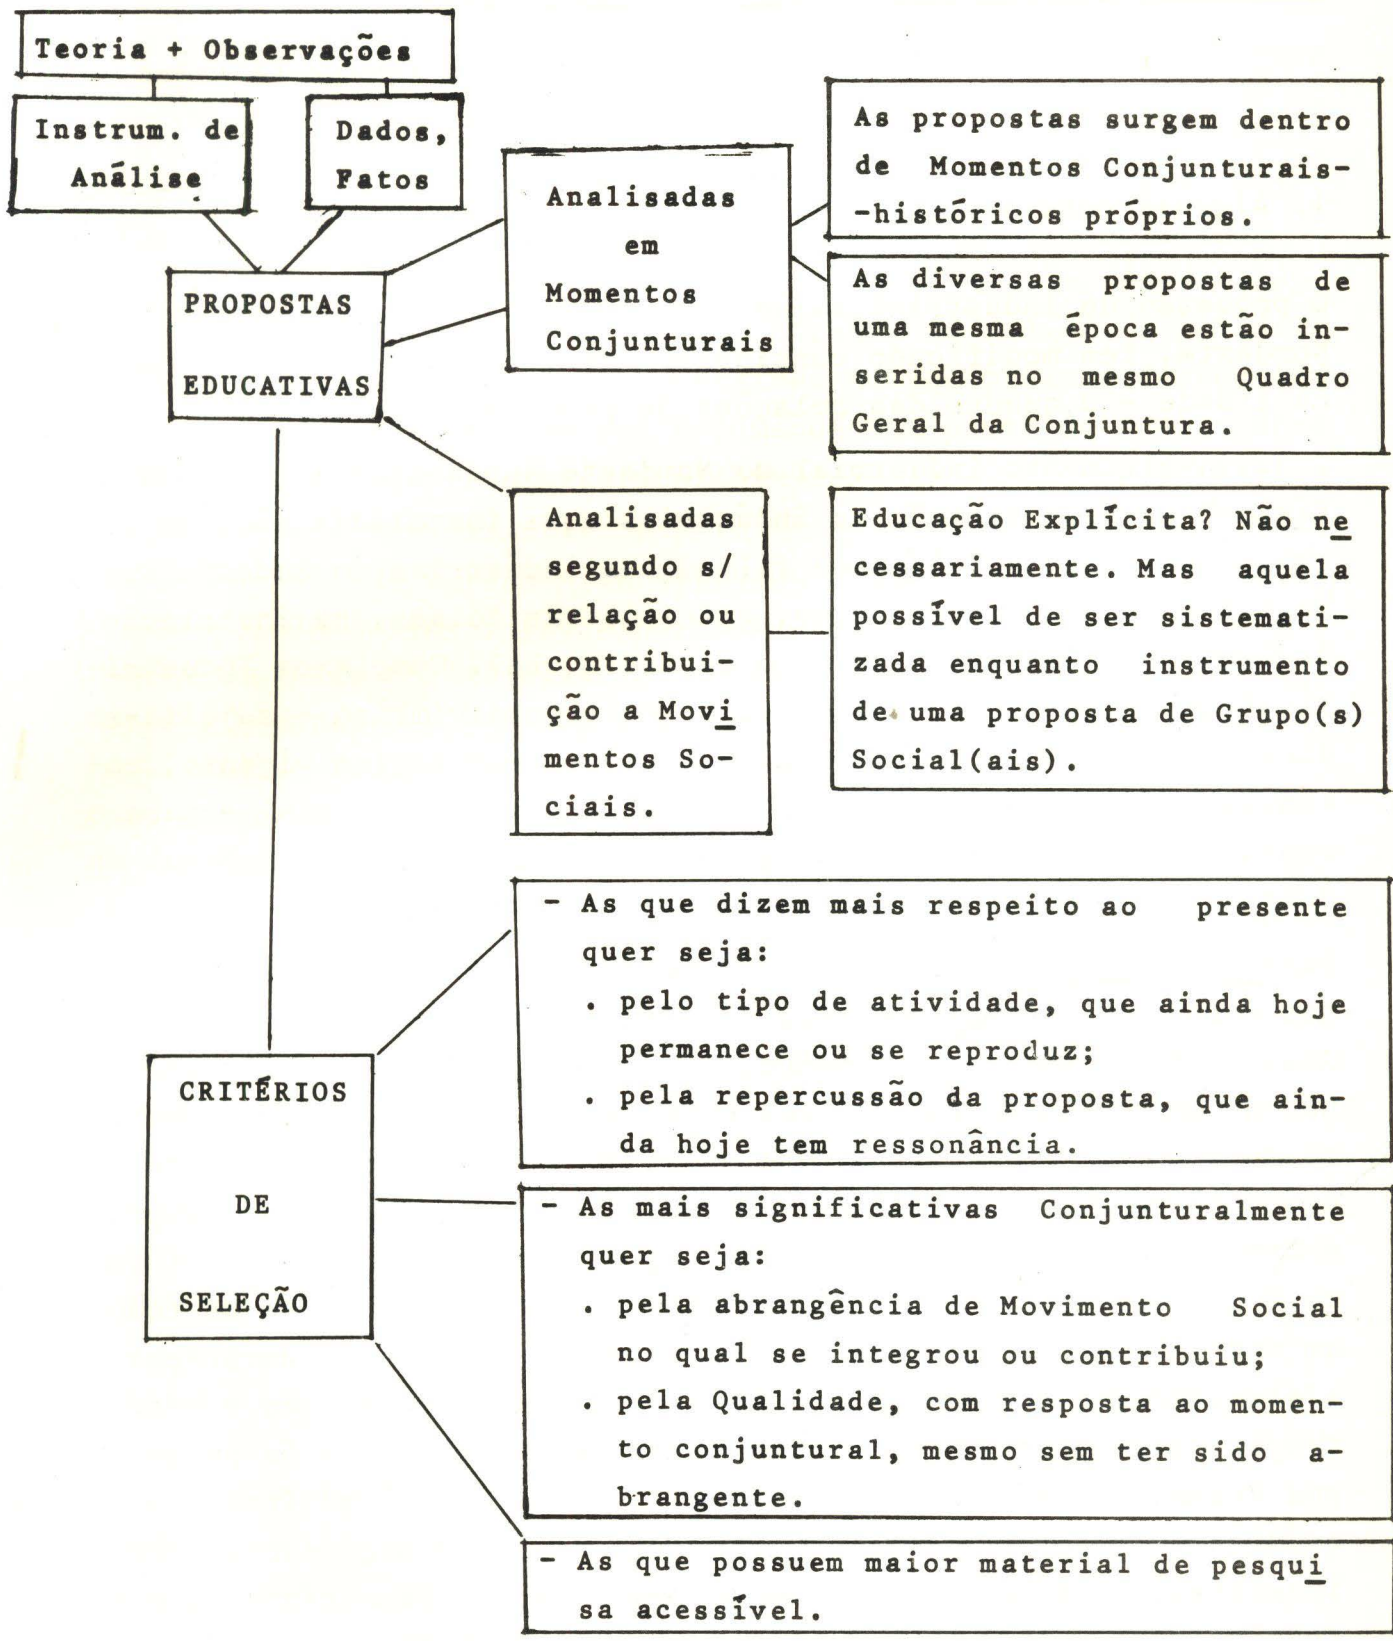 Teoria + Observações
Instrum. de
Análise
Dados,
Fatos
PROPOSTAS
EDUCATIVAS
Analisadas
em
Momentos
Conjunturais
As propostas surgem dentro
de Momentos Conjunturais-
-históricos próprios.
As diversas propostas de
uma mesma época estão in-
seridas no mesmo Quadro
Geral da Conjuntura.
Analisadas
segundo s/
relação ou
contribui-
ção a Movi
mentos So-
ciais.
Educação Explícita? Não ne
cessariamente. Mas aquela
possível de ser sistemati-
zada enquanto instrumento
de uma proposta de Grupo(s)
Social(ais).
CRITÉRIOS
DE
SELEÇÃO
- As que dizem mais respeito ao presente
quer seja:
. pelo tipo de atividade, que ainda hoje
permanece ou se reproduz;
. pela repercussão da proposta, que ain-
da hoje tem ressonância.
- As mais significativas Conjunturalmente
quer seja:
. pela abrangência de Movimento Social
no qual se integrou ou contribuiu;
. pela Qualidade, com resposta ao momen-
to conjuntural, mesmo sem ter sido a-
brangente.
- As que possuem maior material de pesqui
sa acessível.